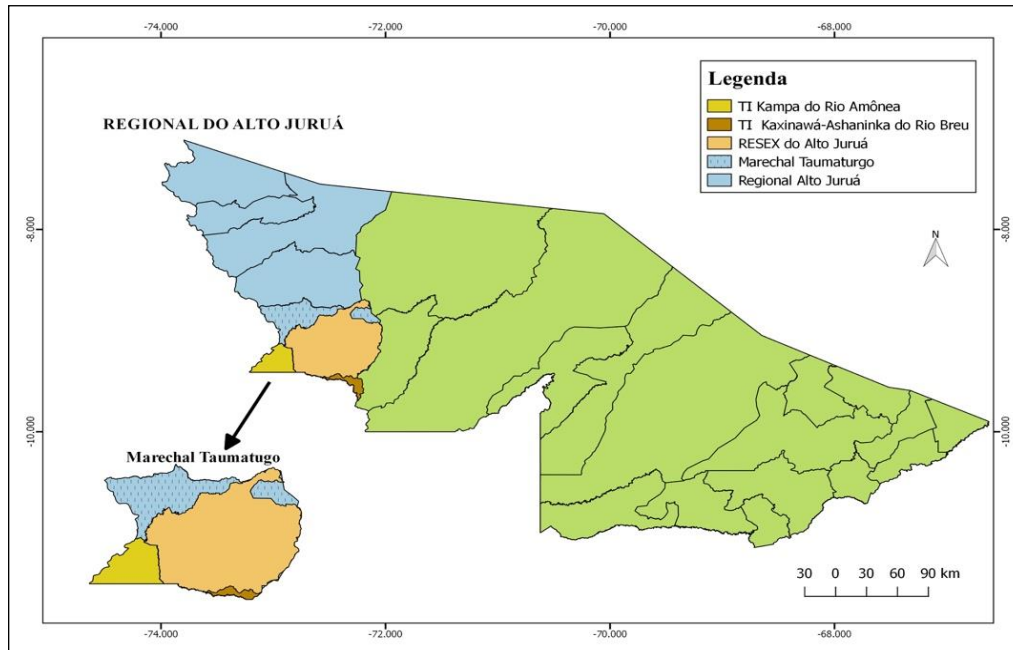 -74.000 -72.000 -70.000 -68.000
Legenda
TI Kampa do Rio Amônea
TI Kaxinawá-Ashaninka do Rio Breu
RESEX do Alto Juruá
Marechal Taumaturgo
Regional Alto Juruá
REGIONAL DO ALTO JURUÁ
-8.000 -8.000
N
-10.000 -10.000
Marechal Taumatugo
30 0 30 60 90 km
-74.000 -72.000 -70.000 -68.000